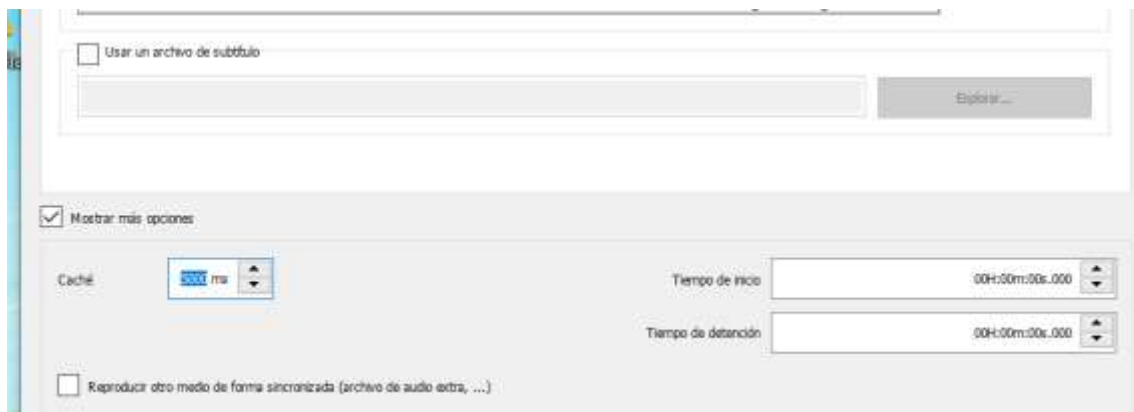 Usar un archivo de subtítulo
Explorar...
Mostrar más opciones
Caché 5000 ms Tiempo de inicio 00H:00m:00s.000
Tiempo de detención 00H:00m:00s.000
Reproducir otro medio de forma sincronizada (archivo de audio extra, ...)